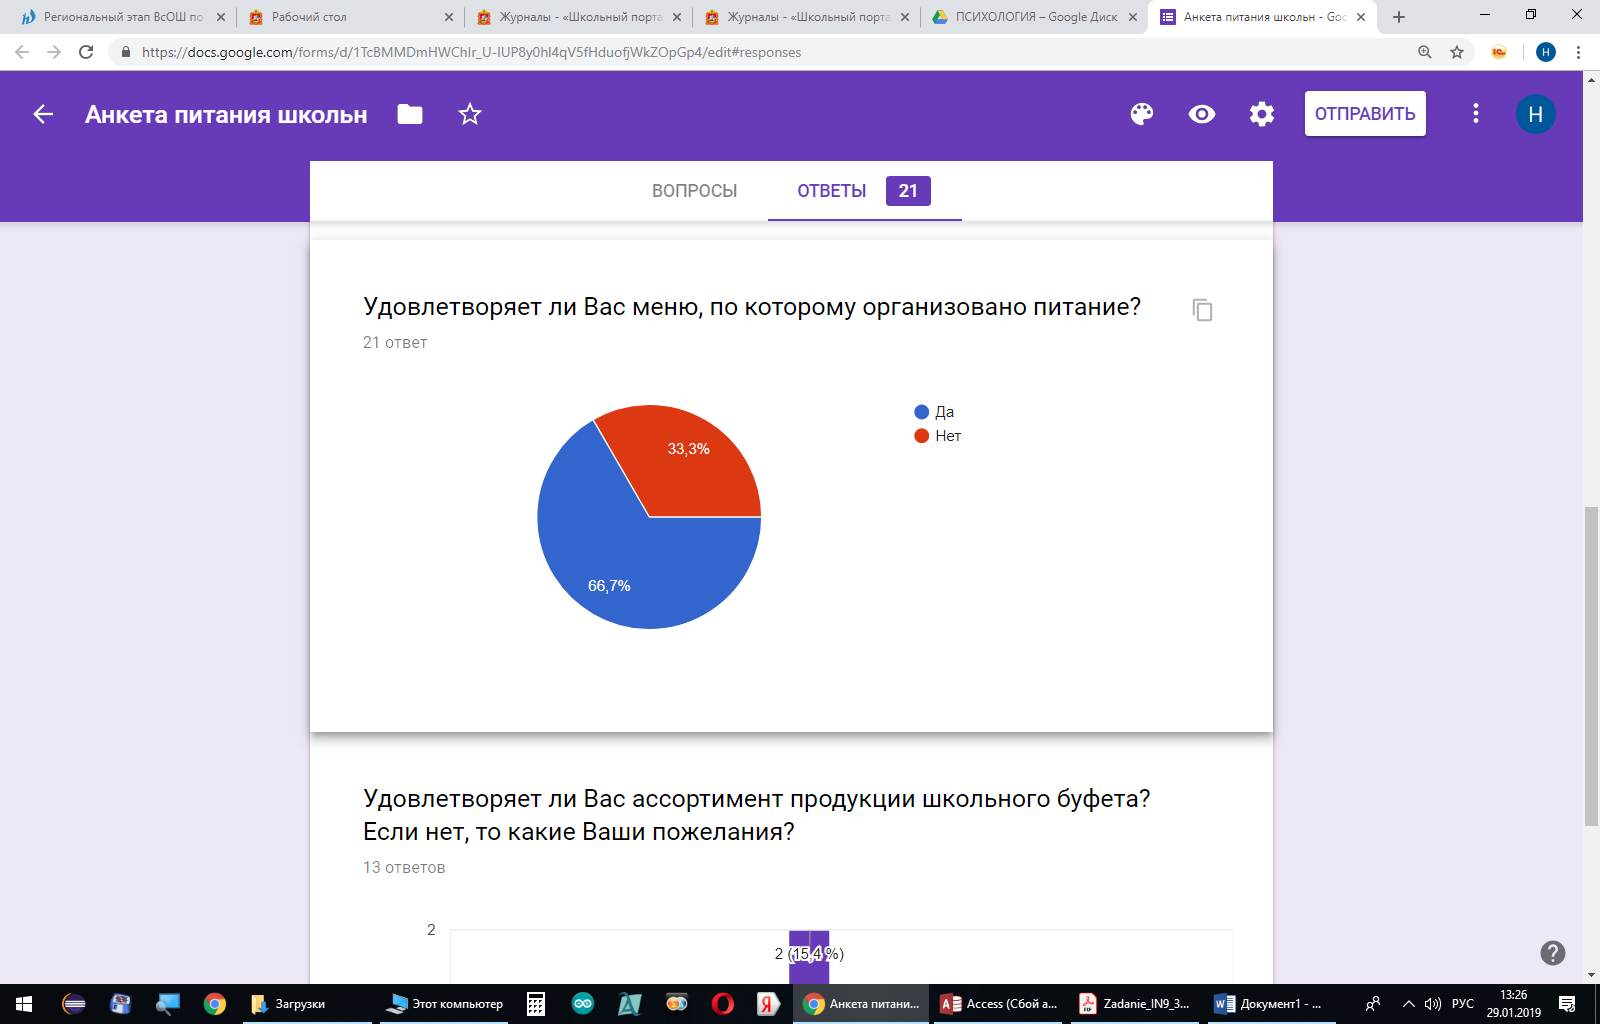 Региональный этап ВсОШ по
Рабочий стол
Журналы - «Школьный порта
Журналы - «Школьный порта
ПСИХОЛОГИЯ – Google Диск
Анкета питания школьн - Goo
https://docs.google.com/forms/d/1TcBMMDmHWChlr_U-IUP8y0hl4qV5fHduofjWkZOpGp4/edit#responses
Анкета питания школьн
ОТПРАВИТЬ
Н
ВОПРОСЫ
ОТВЕТЫ
21
Удовлетворяет ли Вас меню, по которому организовано питание?
21 ответ
Да
Нет
33,3%
66,7%
Удовлетворяет ли Вас ассортимент продукции школьного буфета?
Если нет, то какие Ваши пожелания?
13 ответов
2
2 (15,4 %)
Загрузки
Этот компьютер
Анкета питани...
Access (Сбой а...
Zadanie_IN9_3...
Документ1 - ...
РУС
13:26
29.01.2019